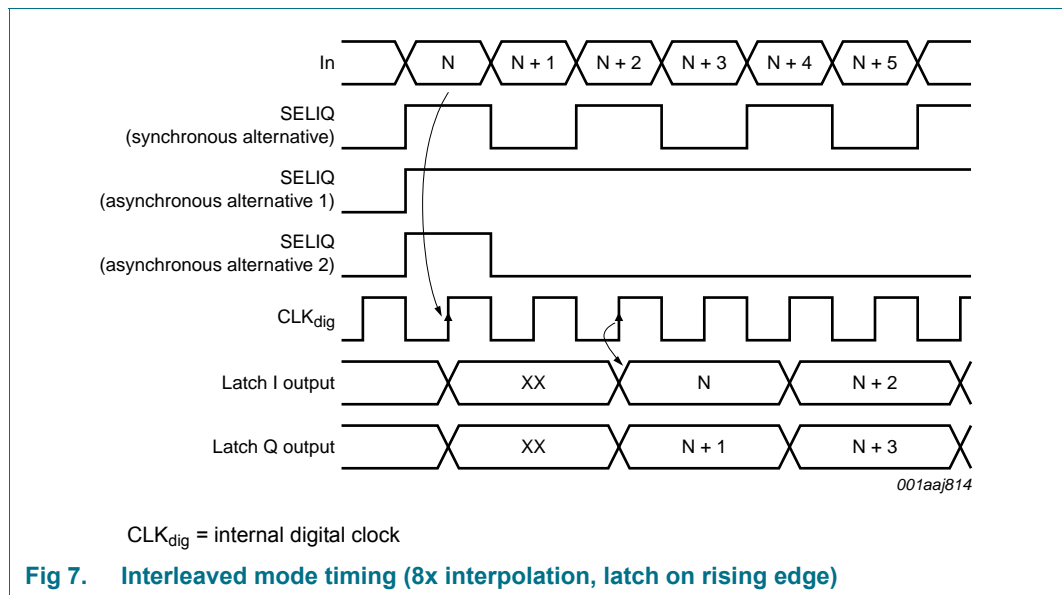 In N N + 1 N + 2 N + 3 N + 4 N + 5
SELIQ
(synchronous alternative)
SELIQ
(asynchronous alternative 1)
SELIQ
(asynchronous alternative 2)
CLKdig
Latch I output XX N N + 2
Latch Q output XX N + 1 N + 3
001aaj814
CLKdig = internal digital clock
Fig 7. Interleaved mode timing (8x interpolation, latch on rising edge)